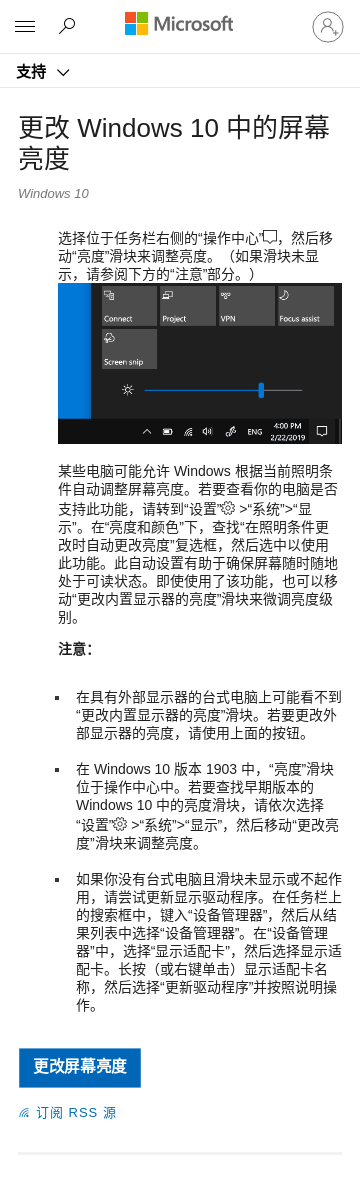 Microsoft
支持
更改 Windows 10 中的屏幕
亮度
Windows 10
选择位于任务栏右侧的“操作中心”，然后移
动“亮度”滑块来调整亮度。（如果滑块未显
示，请参阅下方的“注意”部分。）
Connect Project VPN Focus assist
Screen snip
ENG 4:00 PM
2/22/2019
某些电脑可能允许 Windows 根据当前照明条
件自动调整屏幕亮度。若要查看你的电脑是否
支持此功能，请转到“设置” >“系统”>“显
示”。在“亮度和颜色”下，查找“在照明条件更
改时自动更改亮度”复选框，然后选中以使用
此功能。此自动设置有助于确保屏幕随时随地
处于可读状态。即使使用了该功能，也可以移
动“更改内置显示器的亮度”滑块来微调亮度级
别。
注意：
在具有外部显示器的台式电脑上可能看不到
“更改内置显示器的亮度”滑块。若要更改外
部显示器的亮度，请使用上面的按钮。
在 Windows 10 版本 1903 中，“亮度”滑块
位于操作中心中。若要查找早期版本的
Windows 10 中的亮度滑块，请依次选择
“设置” >“系统”>“显示”，然后移动“更改亮
度”滑块来调整亮度。
如果你没有台式电脑且滑块未显示或不起作
用，请尝试更新显示驱动程序。在任务栏上
的搜索框中，键入“设备管理器”，然后从结
果列表中选择“设备管理器”。在“设备管理
器”中，选择“显示适配卡”，然后选择显示适
配卡。长按（或右键单击）显示适配卡名
称，然后选择“更新驱动程序”并按照说明操
作。
更改屏幕亮度
订阅 RSS 源